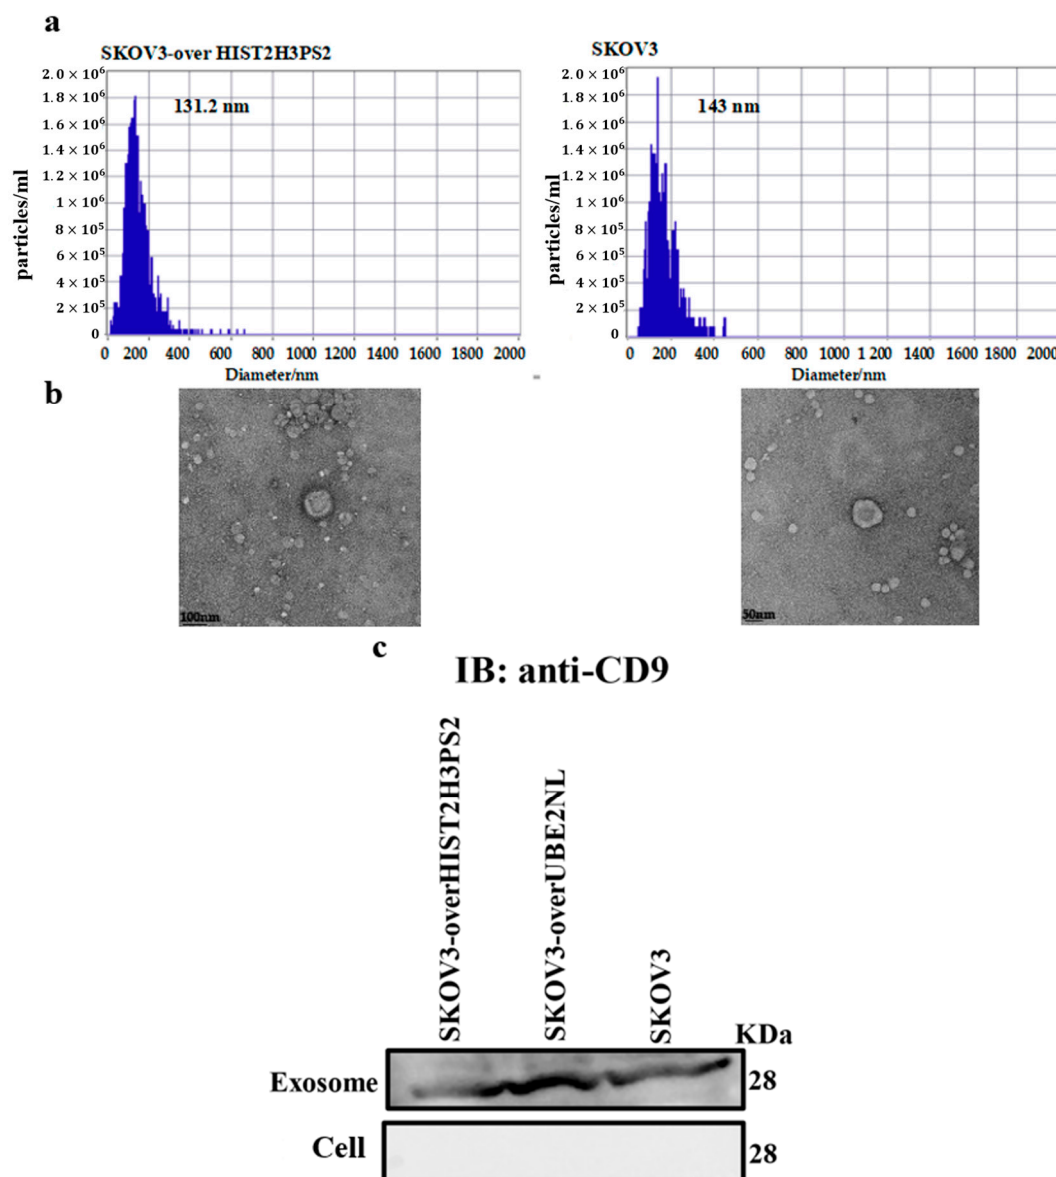 a
SKOV3-over HIST2H3PS2
2.0 × 10⁶
1.8 × 10⁶
1.6 × 10⁶
1.4 × 10⁶
1.2 × 10⁶
1 × 10⁶
8 × 10⁵
6 × 10⁵
4 × 10⁵
2 × 10⁵
0
particles/ml
131.2 nm
0 200 400 600 800 1000 1200 1400 1600 1800 2000
Diameter/nm
SKOV3
2.0 × 10⁶
1.8 × 10⁶
1.6 × 10⁶
1.4 × 10⁶
1.2 × 10⁶
1 × 10⁶
8 × 10⁵
6 × 10⁵
4 × 10⁵
2 × 10⁵
0
particles/ml
143 nm
0 200 400 600 800 1000 1200 1400 1600 1800 2000
Diameter/nm
b
100nm
50nm
c
IB: anti-CD9
SKOV3-overHIST2H3PS2
SKOV3-overUBE2NL
SKOV3
KDa
Exosome 28
Cell 28